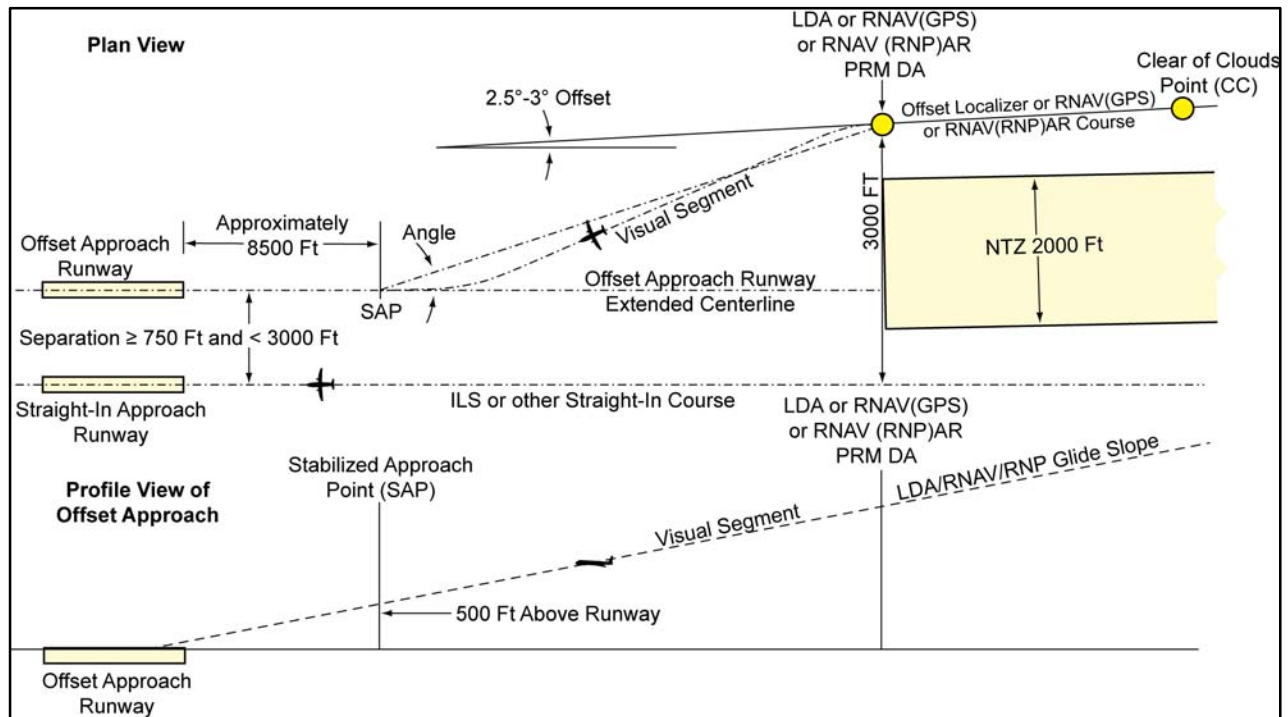 Plan View
LDA or RNAV(GPS)
or RNAV (RNP)AR
PRM DA
Clear of Clouds
Point (CC)
2.5°-3° Offset
Offset Localizer or RNAV(GPS)
or RNAV(RNP)AR Course
Approximately
8500 Ft
Angle
Visual Segment
3000 FT
NTZ 2000 Ft
Offset Approach
Runway
SAP
Offset Approach Runway
Extended Centerline
Separation ≥ 750 Ft and < 3000 Ft
ILS or other Straight-In Course
Straight-In Approach
Runway
LDA or RNAV(GPS)
or RNAV (RNP)AR
PRM DA
Stabilized Approach
Point (SAP)
Profile View of
Offset Approach
LDA/RNAV/RNP Glide Slope
Visual Segment
500 Ft Above Runway
Offset Approach
Runway